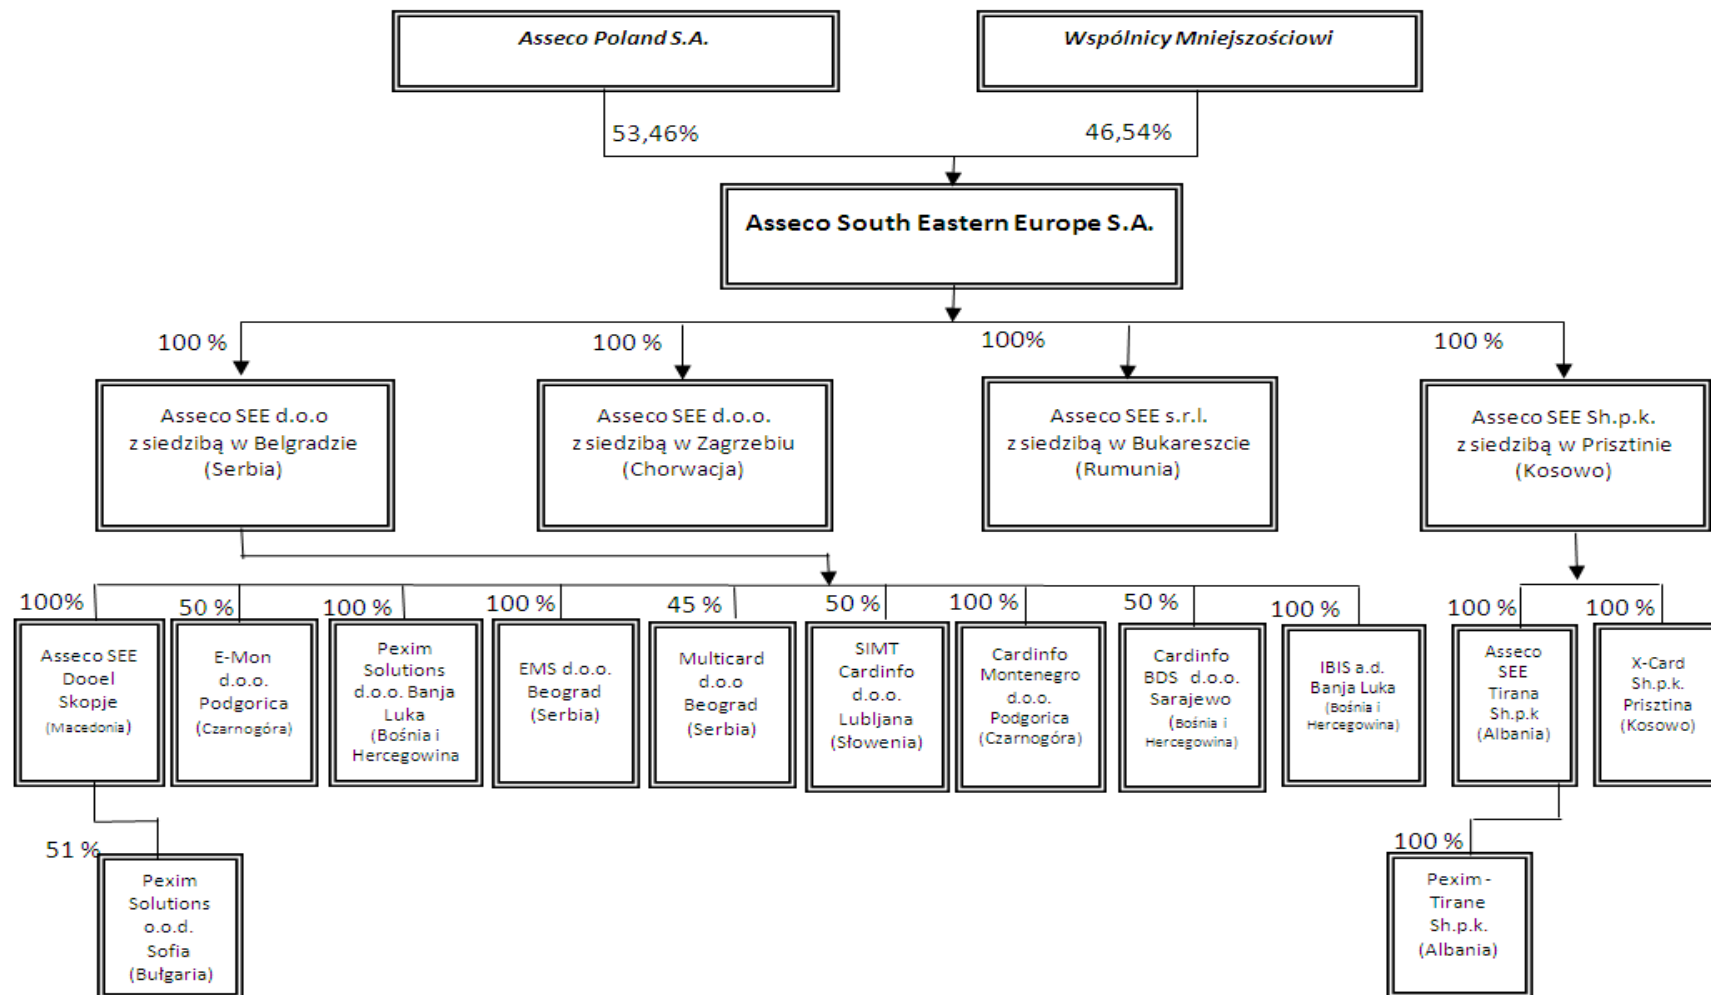 Asseco Poland S.A.
Wspólnicy Mniejszościowi
53,46%
46,54%
Asseco South Eastern Europe S.A.
100 %
100 %
100%
100 %
Asseco SEE d.o.o
z siedzibą w Belgradzie
(Serbia)
Asseco SEE d.o.o.
z siedzibą w Zagrzebiu
(Chorwacja)
Asseco SEE s.r.l.
z siedzibą w Bukareszcie
(Rumunia)
Asseco SEE Sh.p.k.
z siedzibą w Prisztinie
(Kosowo)
100%
50 %
100 %
100 %
45 %
50 %
100 %
50 %
100 %
100 %
100 %
Asseco SEE
Dooel
Skopje
(Macedonia)
E-Mon
d.o.o.
Podgorica
(Czarnogóra)
Pexim
Solutions
d.o.o. Banja
Luka
(Bośnia i
Hercegowina
EMS d.o.o.
Beograd
(Serbia)
Multicard
d.o.o
Beograd
(Serbia)
SIMT
Cardinfo
d.o.o.
Lubljana
(Słowenia)
Cardinfo
Montenegro
d.o.o.
Podgorica
(Czarnogóra)
Cardinfo
BDS d.o.o.
Sarajewo
(Bośnia i
Hercegowina)
IBIS a.d.
Banja Luka
(Bośnia i
Hercegowina)
Asseco
SEE
Tirana
Sh.p.k
(Albania)
X-Card
Sh.p.k.
Prisztina
(Kosowo)
51 %
100 %
Pexim
Solutions
o.o.d.
Sofia
(Bułgaria)
Pexim -
Tirane
Sh.p.k.
(Albania)